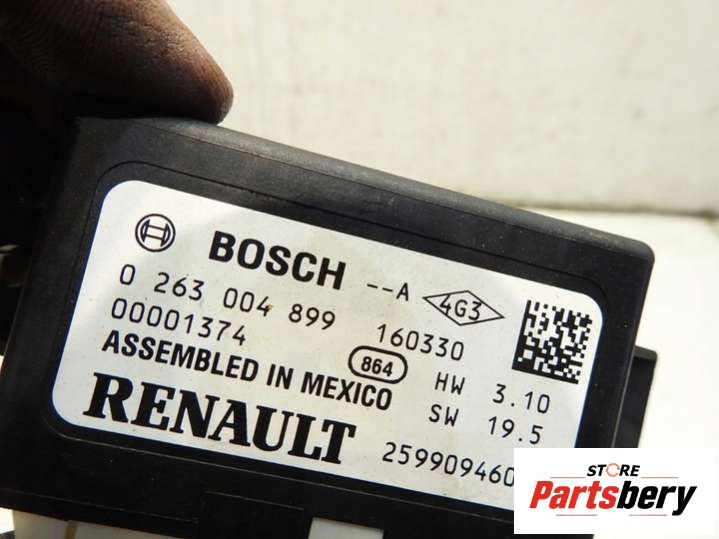 BOSCH --A 4G3
0 263 004 899 160330
00001374 864 HW 3.10
ASSEMBLED IN MEXICO SW 19.5
RENAULT
STORE
Partsbery